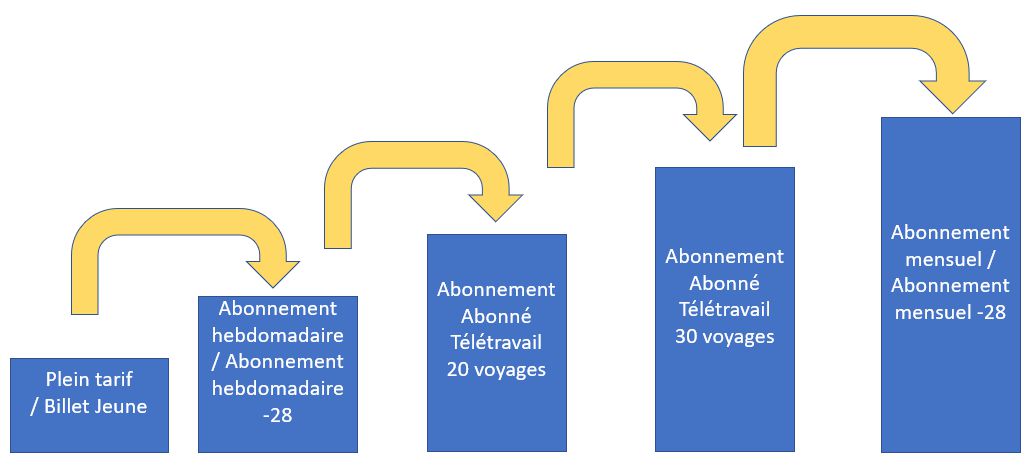 Plein tarif
/ Billet Jeune
Abonnement
hebdomadaire
/ Abonnement
hebdomadaire
-28
Abonnement
Abonné
Télétravail
20 voyages
Abonnement
Abonné
Télétravail
30 voyages
Abonnement
mensuel /
Abonnement
mensuel -28